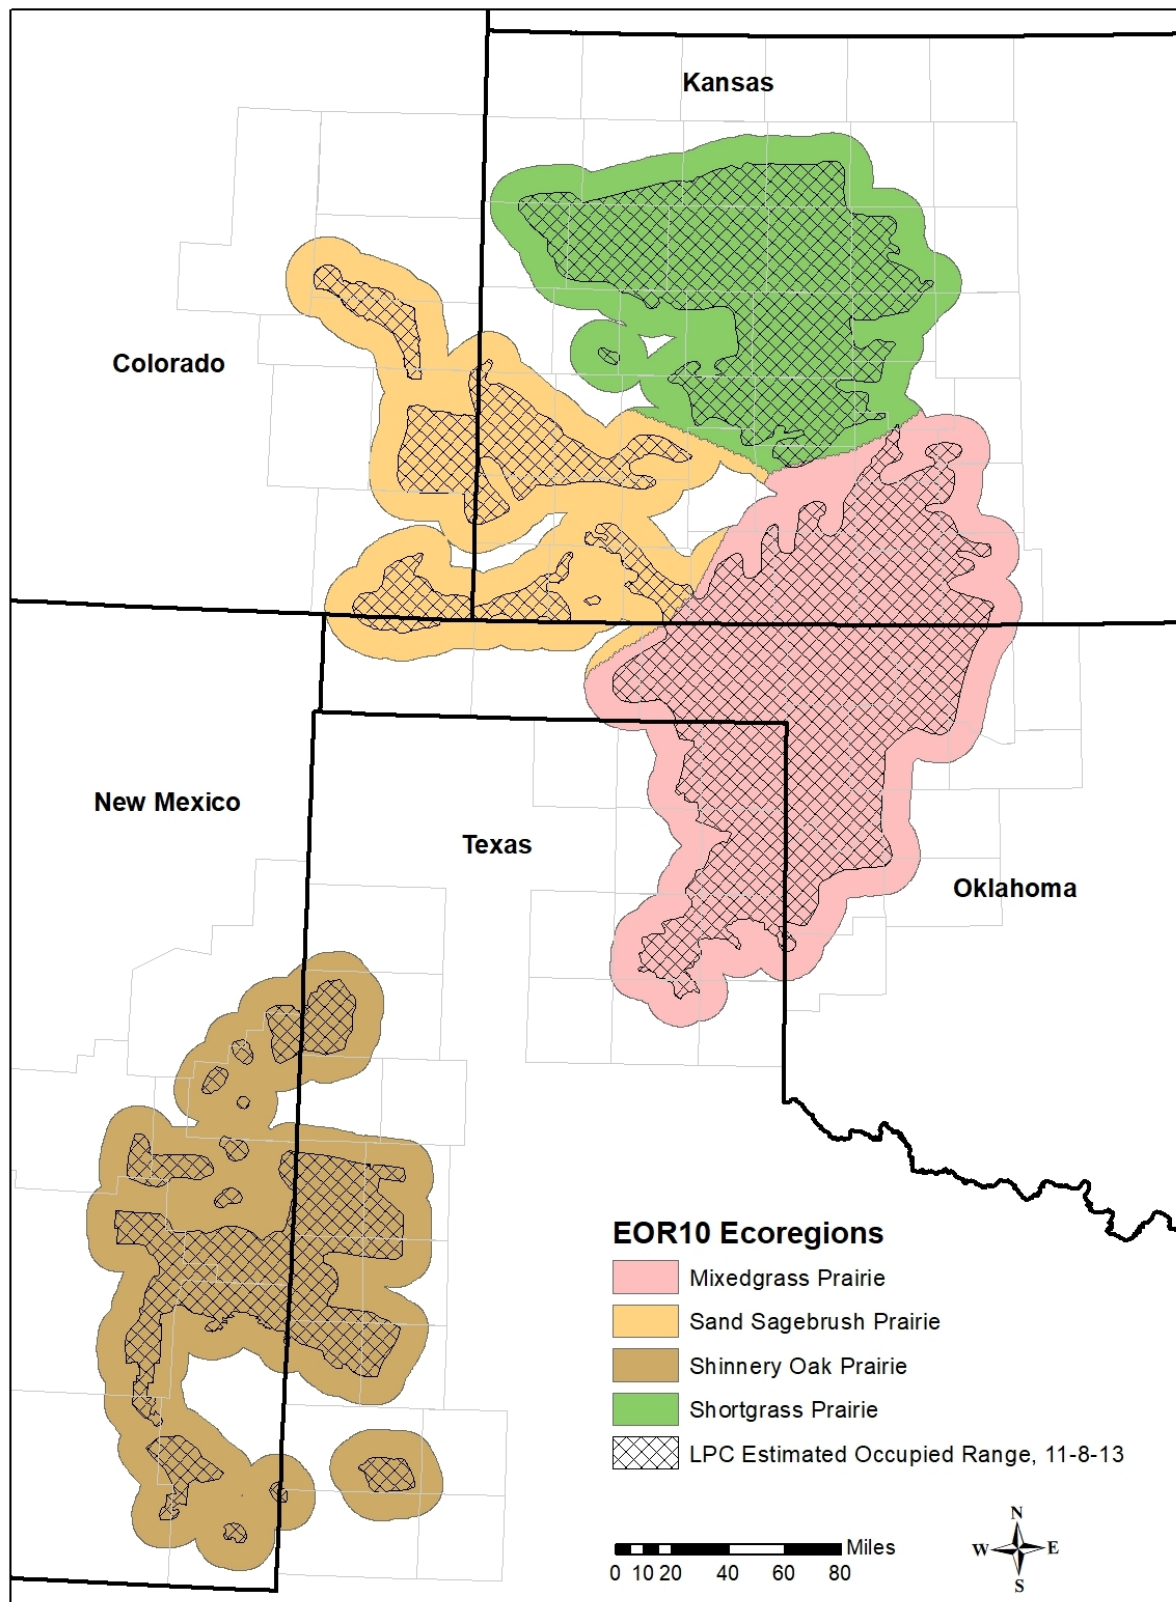 Kansas
Colorado
New Mexico
Texas
Oklahoma
EOR10 Ecoregions
Mixedgrass Prairie
Sand Sagebrush Prairie
Shinnery Oak Prairie
Shortgrass Prairie
LPC Estimated Occupied Range, 11-8-13
Miles
0 10 20 40 60 80
N
W E
S